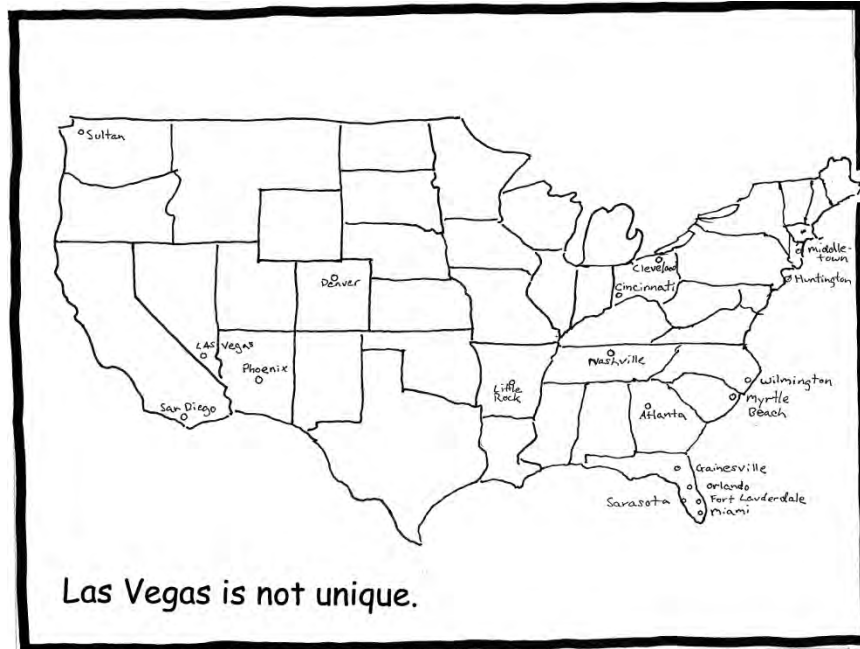 Sultan
middle-
town
Cleveland
Huntington
Denver
Cincinnati
LAS Vegas
Nashville
Phoenix
Little
Rock
Wilmington
Myrtle
Beach
San Diego
Atlanta
Gainesville
Orlando
Sarasota
Fort Lauderdale
Miami
Las Vegas is not unique.